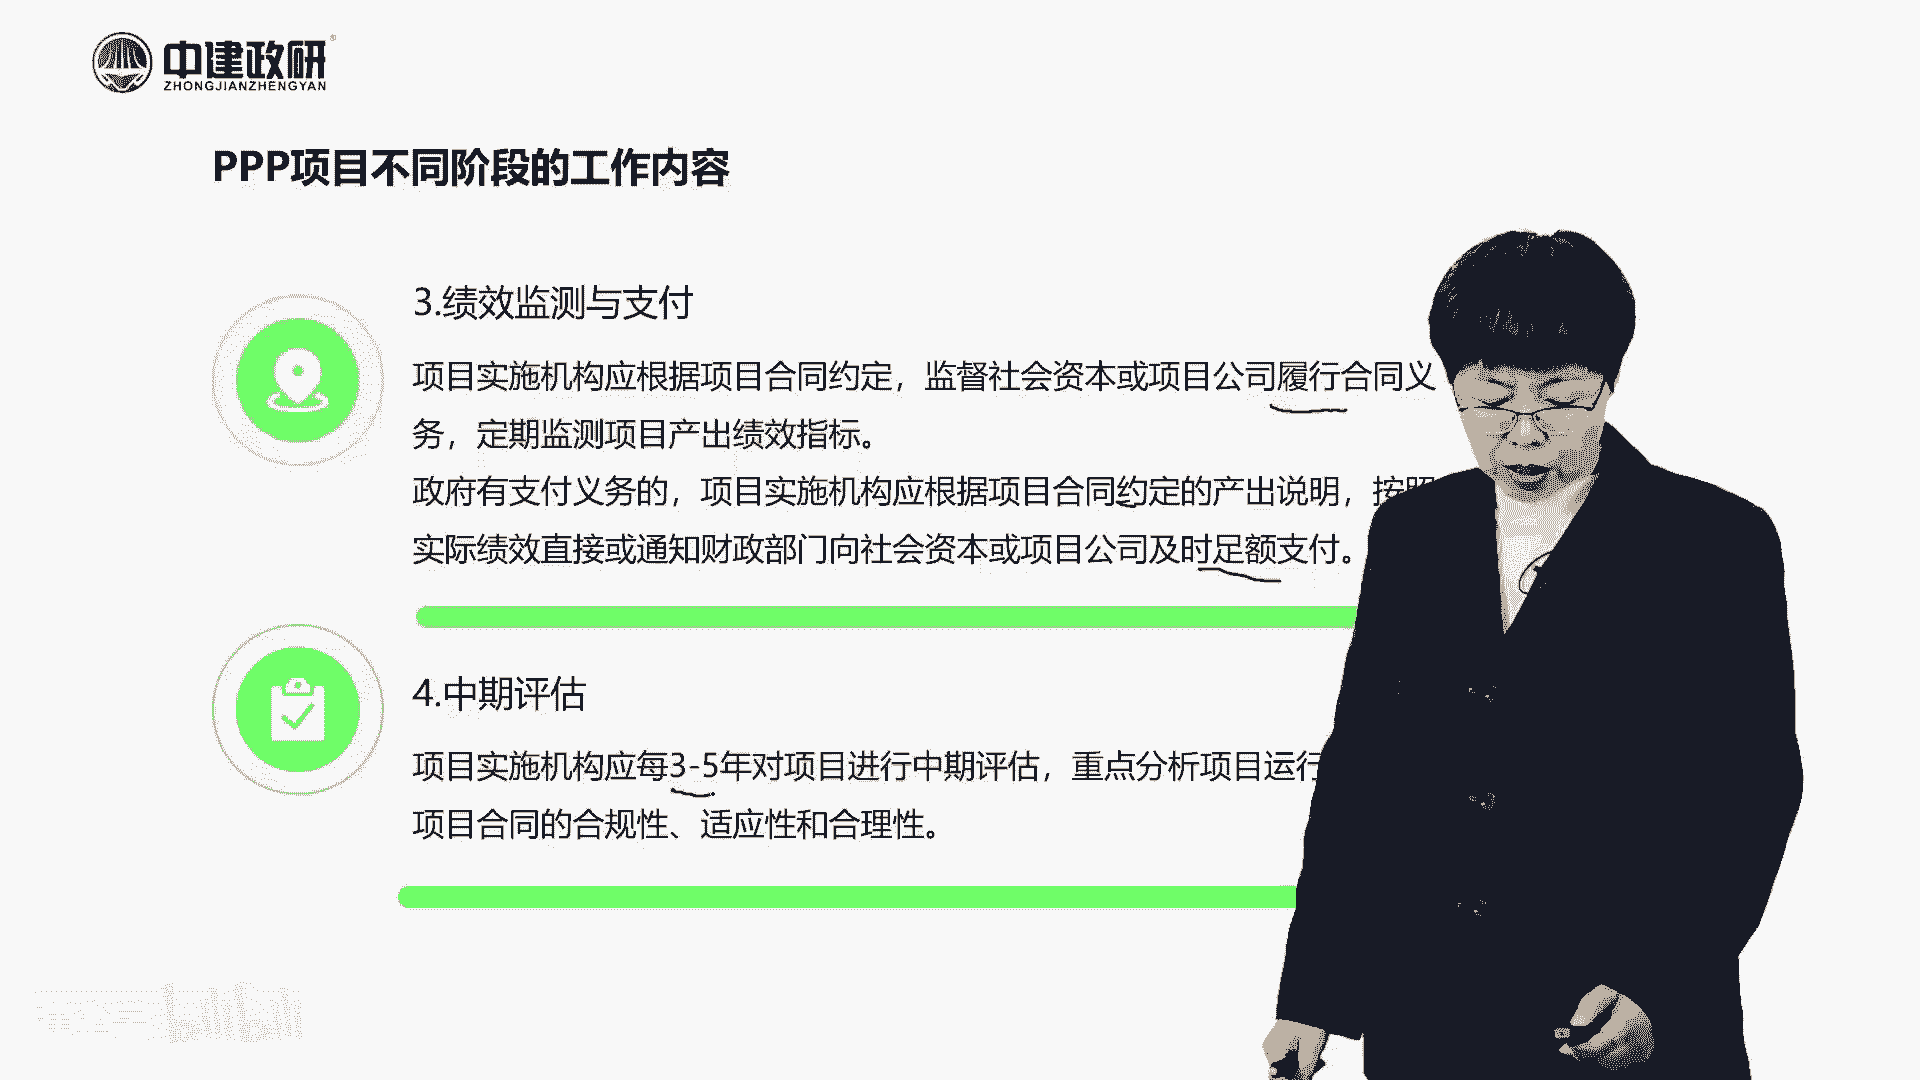 中建政研
ZHONGJIANZHENGYAN
PPP项目不同阶段的工作内容
3.绩效监测与支付
项目实施机构应根据项目合同约定，监督社会资本或项目公司履行合同义
务，定期监测项目产出绩效指标。
政府有支付义务的，项目实施机构应根据项目合同约定的产出说明，按照
实际绩效直接或通知财政部门向社会资本或项目公司及时足额支付。
4.中期评估
项目实施机构应每3-5年对项目进行中期评估，重点分析项目运行
项目合同的合规性、适应性和合理性。